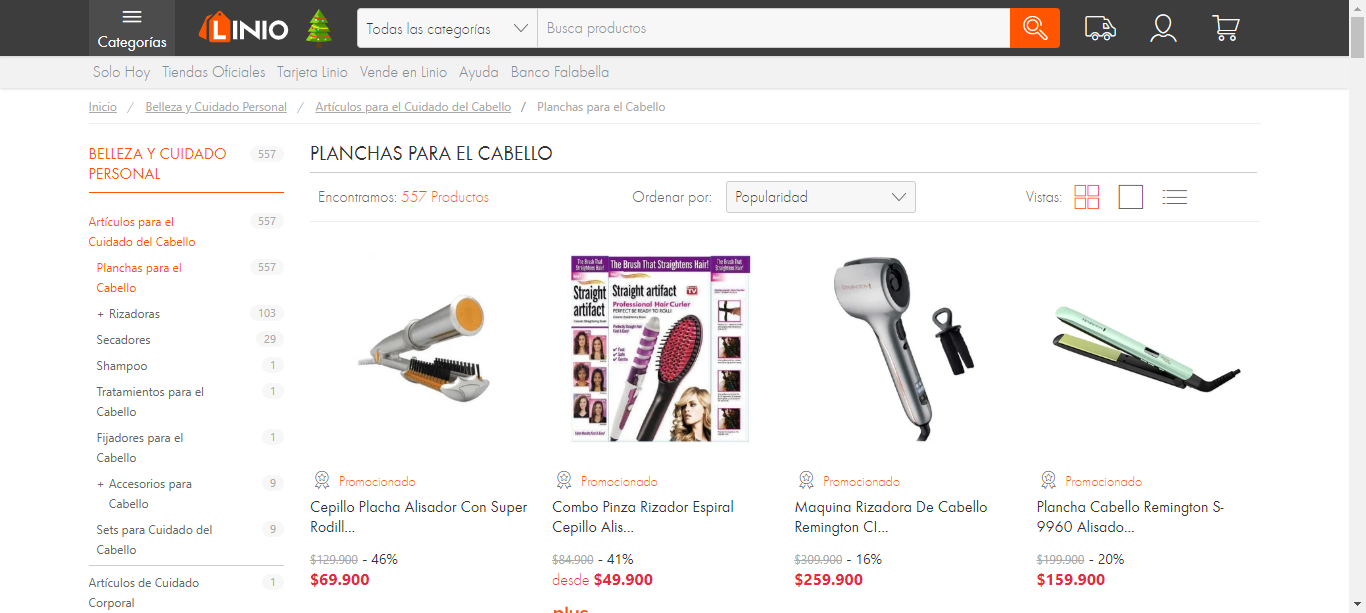 Categorías
LINIO
Todas las categorías
Busca productos
Solo Hoy Tiendas Oficiales Tarjeta Linio Vende en Linio Ayuda Banco Falabella
Inicio / Belleza y Cuidado Personal / Artículos para el Cuidado del Cabello / Planchas para el Cabello
BELLEZA Y CUIDADO 557
PERSONAL
Artículos para el 557
Cuidado del Cabello
Planchas para el 557
Cabello
+ Rizadoras 103
Secadores 29
Shampoo 1
Tratamientos para el 1
Cabello
Fijadores para el 1
Cabello
+ Accesorios para 9
Cabello
Sets para Cuidado del 9
Cabello
Artículos de Cuidado 1
Corporal
PLANCHAS PARA EL CABELLO
Encontramos: 557 Productos
Ordenar por: Popularidad
Vistas:
Promocionado
Cepillo Placha Alisador Con Super
Rodill...
$129.900 - 46%
$69.900
The Brush That Straightens Hair!
Straight artifact
Professional Hair Curler
PERFECT BE READY TO ROLL!
Straight
artifact
Promocionado
Combo Pinza Rizador Espiral
Cepillo Alis...
$84.900 - 41%
desde $49.900
plus
Promocionado
Maquina Rizadora De Cabello
Remington CI...
$309.900 - 16%
$259.900
Promocionado
Plancha Cabello Remington S-
9960 Alisado...
$199.900 - 20%
$159.900